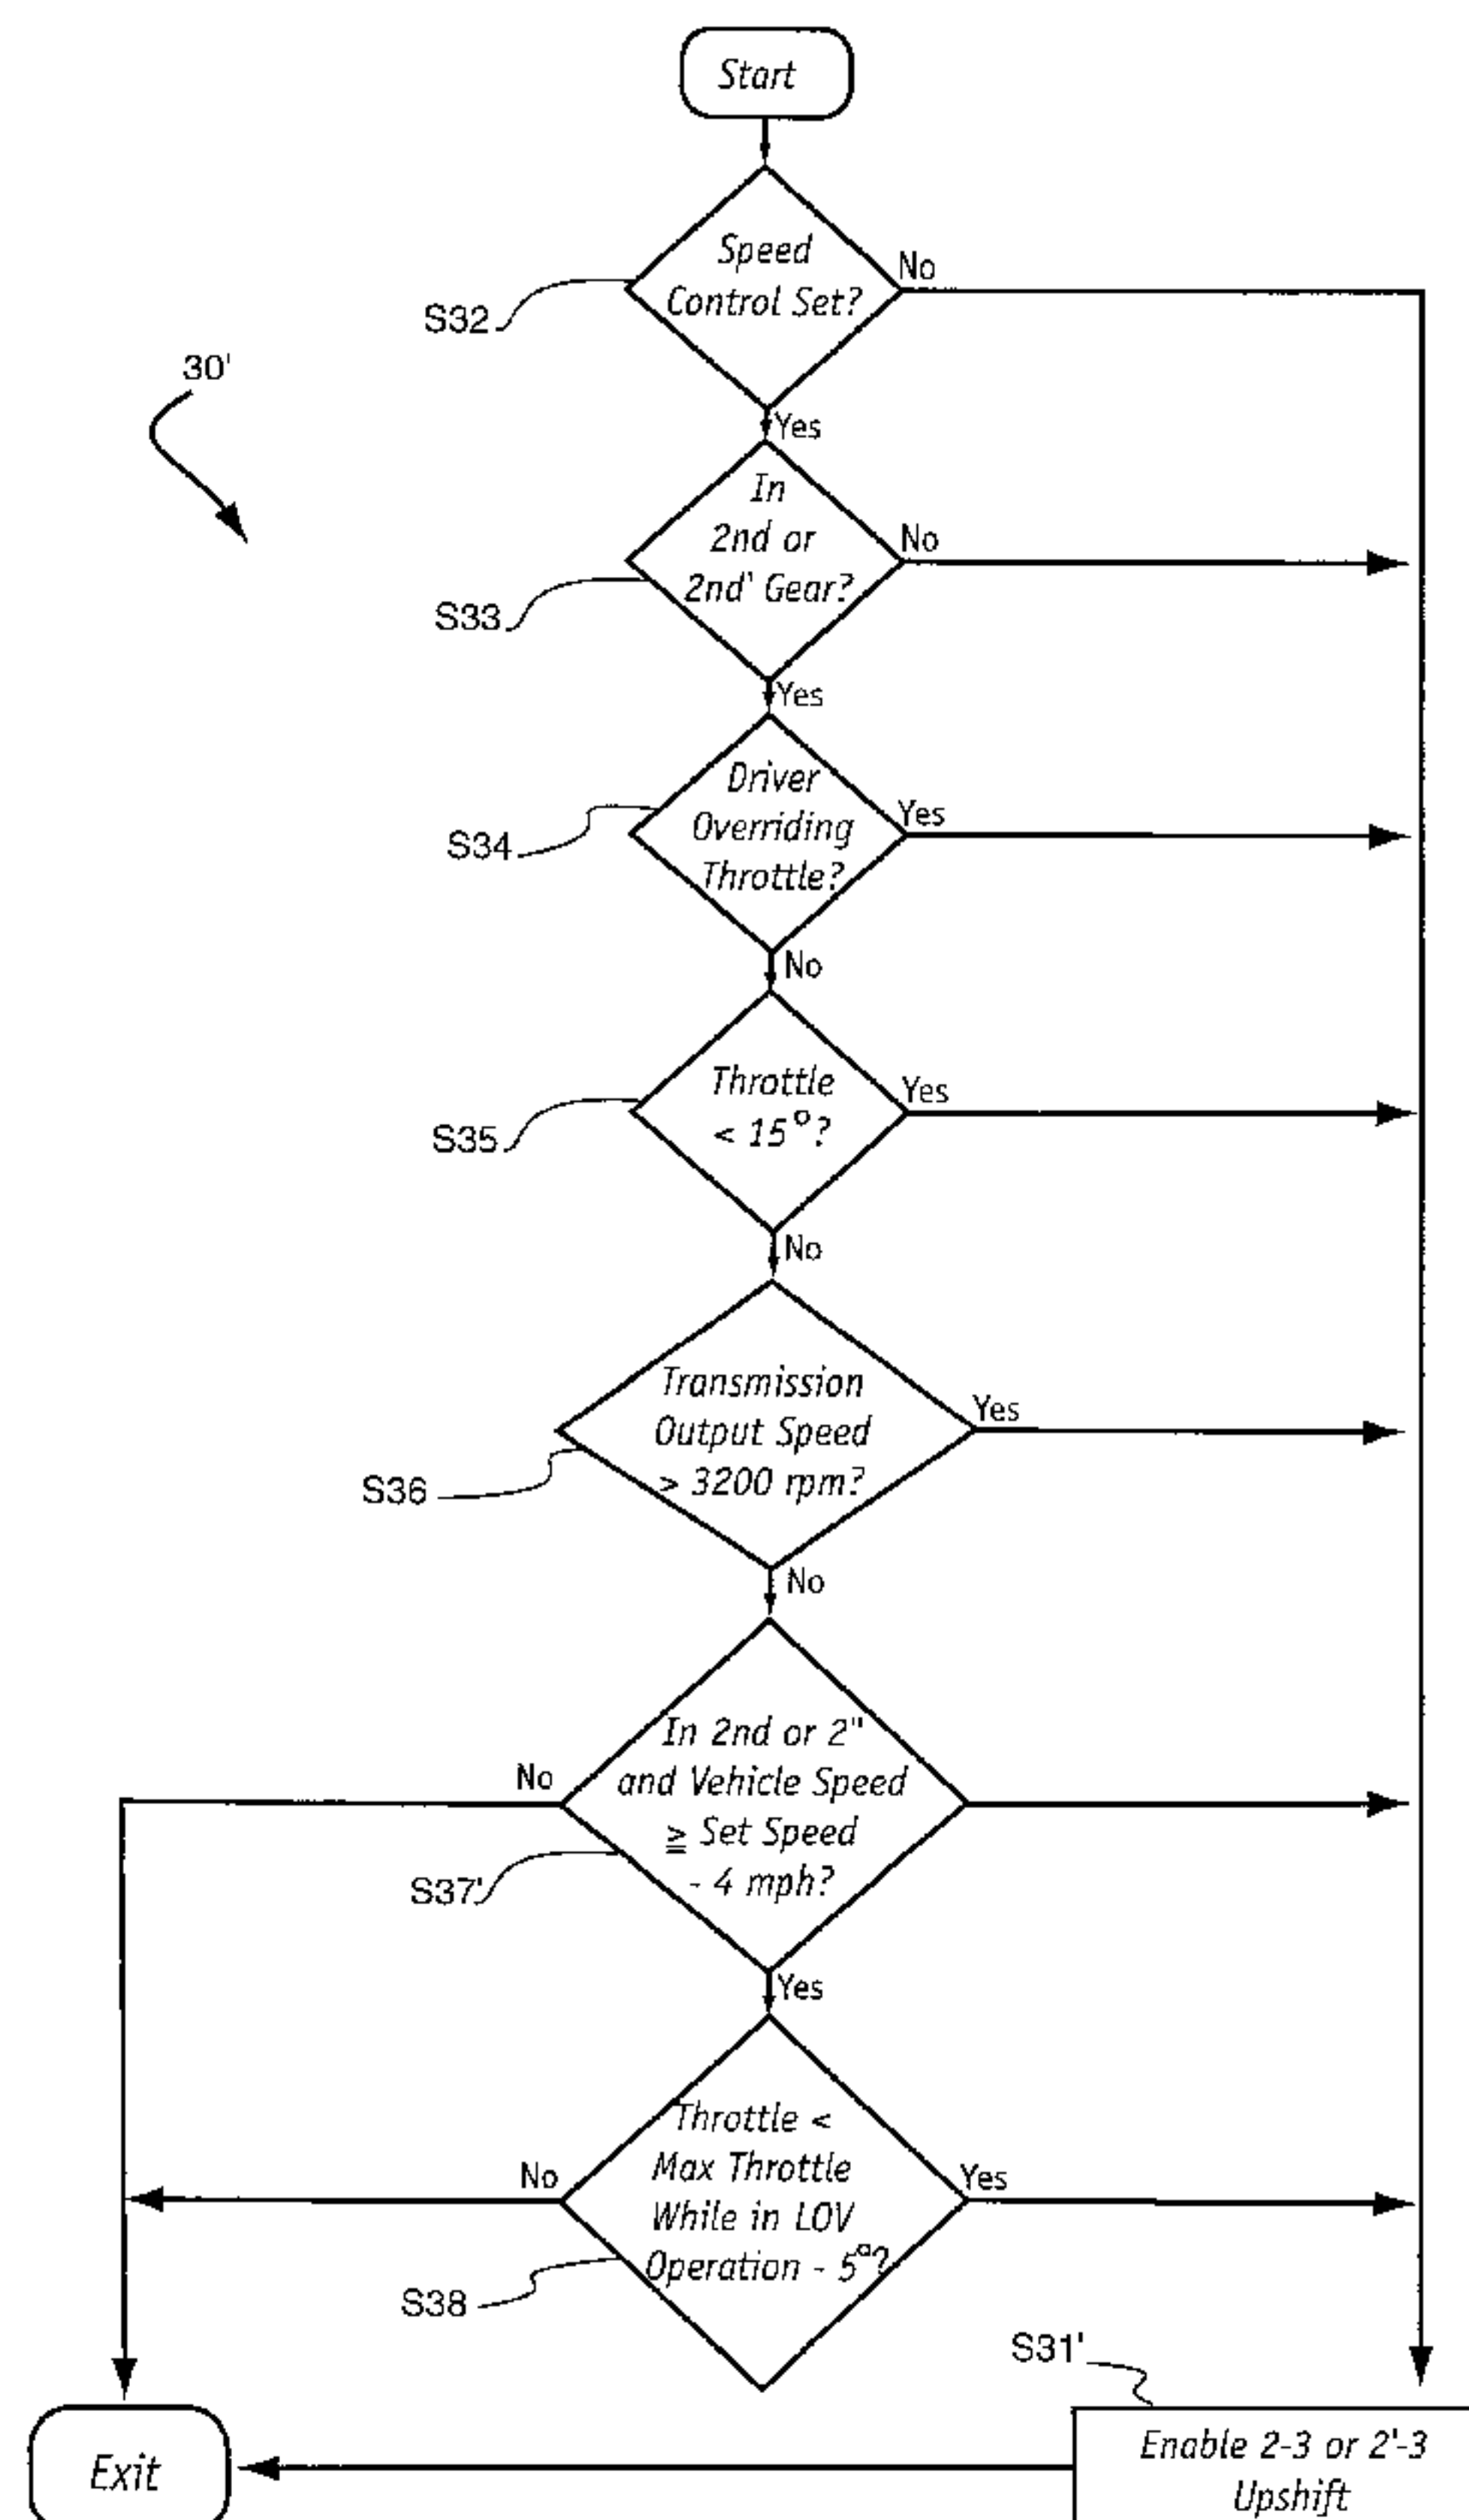 Start
Speed
Control Set?
No
S32
30'
Yes
In
2nd or
2nd' Gear?
No
S33
Yes
Driver
Overriding
Throttle?
Yes
S34
No
Throttle
< 15°?
Yes
S35
No
Transmission
Output Speed
> 3200 rpm?
Yes
S36
No
In 2nd or 2"
and Vehicle Speed
≧ Set Speed
- 4 mph?
No
S37'
Yes
Throttle <
Max Throttle
While in LOV
Operation - 5°?
No
Yes
S38
S31'
Enable 2-3 or 2'-3
Upshift
Exit